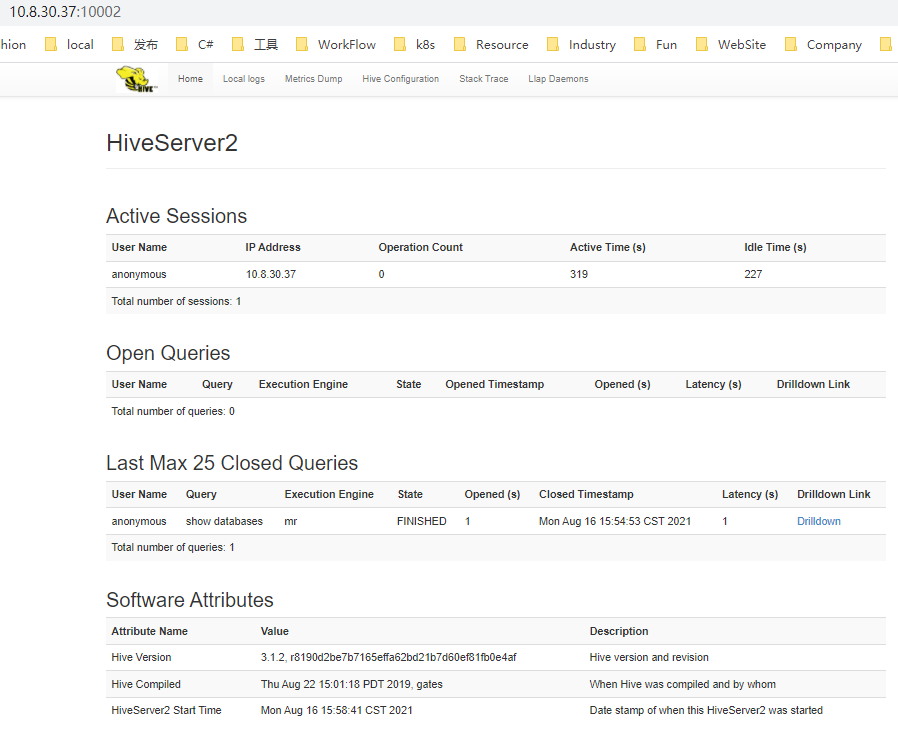 10.8.30.37:10002
hion local 发布 C# 工具 WorkFlow k8s Resource Industry Fun WebSite Company
HIVE Home Local logs Metrics Dump Hive Configuration Stack Trace Llap Daemons
HiveServer2
Active Sessions
User Name IP Address Operation Count Active Time (s) Idle Time (s)
anonymous 10.8.30.37 0 319 227
Total number of sessions: 1
Open Queries
User Name Query Execution Engine State Opened Timestamp Opened (s) Latency (s) Drilldown Link
Total number of queries: 0
Last Max 25 Closed Queries
User Name Query Execution Engine State Opened (s) Closed Timestamp Latency (s) Drilldown Link
anonymous show databases mr FINISHED 1 Mon Aug 16 15:54:53 CST 2021 1 Drilldown
Total number of queries: 1
Software Attributes
Attribute Name Value Description
Hive Version 3.1.2, r8190d2be7b7165effa62bd21b7d60ef81fb0e4af Hive version and revision
Hive Compiled Thu Aug 22 15:01:18 PDT 2019, gates When Hive was compiled and by whom
HiveServer2 Start Time Mon Aug 16 15:58:41 CST 2021 Date stamp of when this HiveServer2 was started